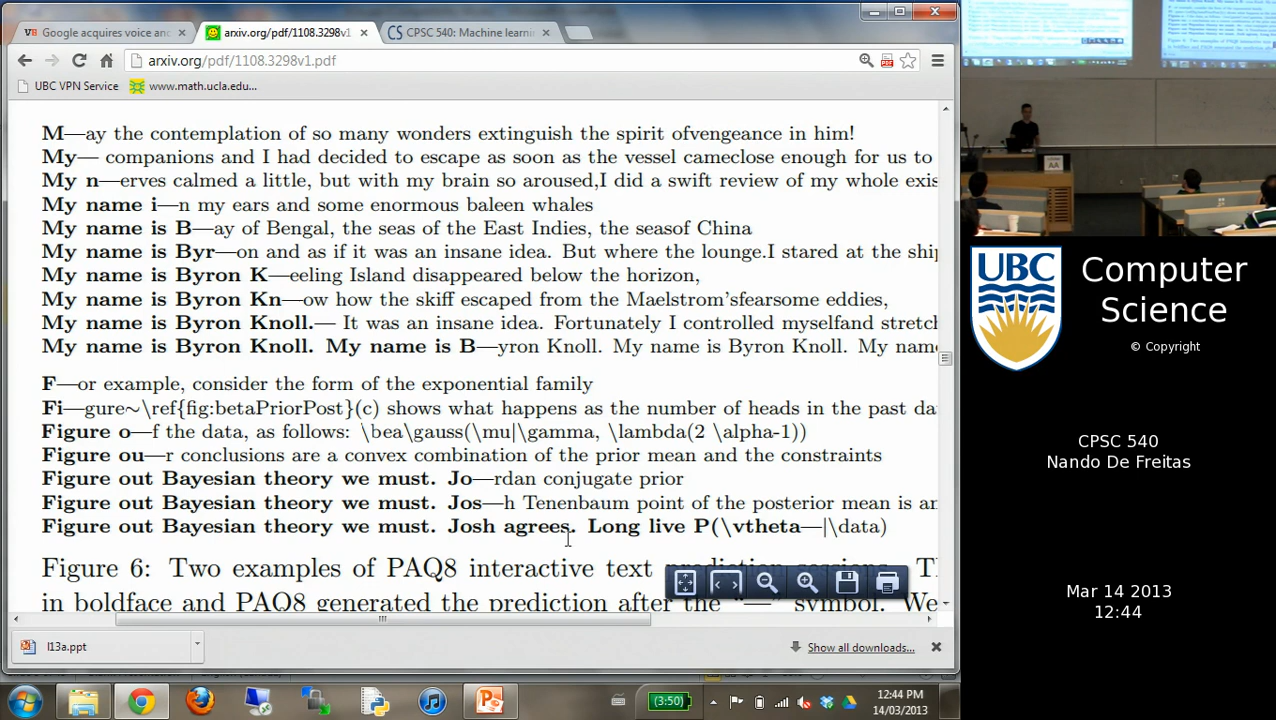 Google acquires voice and
arxiv.org/pdf/1108.3298v1
CPSC 540: Machine learn
arxiv.org/pdf/1108.3298v1.pdf
UBC VPN Service
www.math.ucla.edu...
M—ay the contemplation of so many wonders extinguish the spirit ofvengeance in him!
My— companions and I had decided to escape as soon as the vessel cameclose enough for us to
My n—erves calmed a little, but with my brain so aroused,I did a swift review of my whole exis
My name i—n my ears and some enormous baleen whales
My name is B—ay of Bengal, the seas of the East Indies, the seasof China
My name is Byr—on and as if it was an insane idea. But where the lounge.I stared at the ship
My name is Byron K—eeling Island disappeared below the horizon,
My name is Byron Kn—ow how the skiff escaped from the Maelstrom'sfearsome eddies,
My name is Byron Knoll.— It was an insane idea. Fortunately I controlled myselfand stretch
My name is Byron Knoll. My name is B—yron Knoll. My name is Byron Knoll. My name
F—or example, consider the form of the exponential family
Fi—gure∼\ref{fig:betaPriorPost}(c) shows what happens as the number of heads in the past da
Figure o—f the data, as follows: \bea\gauss(\mu|\gamma, \lambda(2 \alpha-1))
Figure ou—r conclusions are a convex combination of the prior mean and the constraints
Figure out Bayesian theory we must. Jo—rdan conjugate prior
Figure out Bayesian theory we must. Jos—h Tenenbaum point of the posterior mean is an
Figure out Bayesian theory we must. Josh agrees. Long live P(\vtheta—|\data)
Figure 6: Two examples of PAQ8 interactive text prediction sessions. Th
in boldface and PAQ8 generated the prediction after the "—" symbol. We
l13a.ppt
Show all downloads...
(3:50)
12:44 PM
14/03/2013
AA
UBC
Computer
Science
© Copyright
CPSC 540
Nando De Freitas
Mar 14 2013
12:44